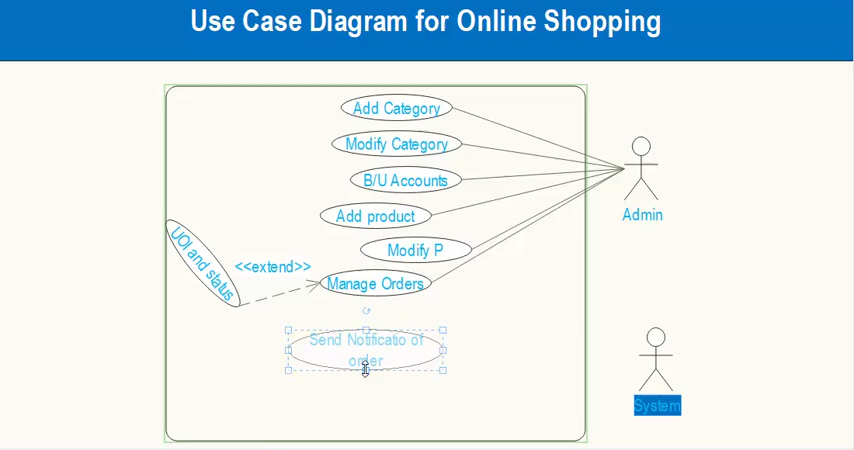 Use Case Diagram for Online Shopping
Add Category
Modify Category
B/U Accounts
Add product
Admin
Modify P
UOI and status
<<extend>>
Manage Orders
Send Notificatio of
order
System